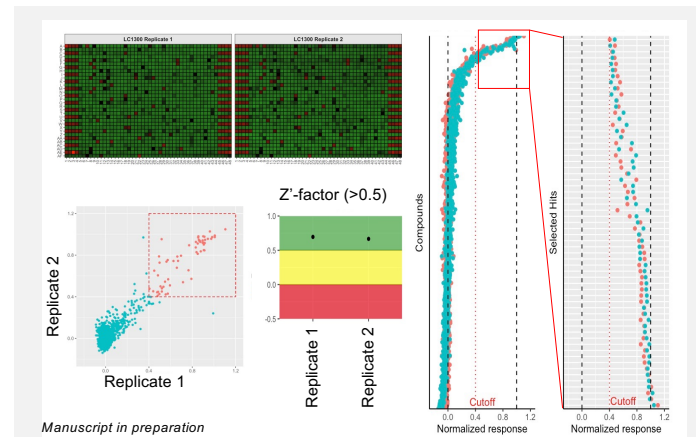 LC1300 Replicate 1
LC1300 Replicate 2
Z'-factor (>0.5)
1.0
0.5
0.0
-0.5
Replicate 1
Replicate 2
Replicate 2
1.2
0.8
0.4
0.0
0.0
0.4
0.8
1.2
Replicate 1
Compounds
Cutoff
0.0 0.4 0.8 1.2
Normalized response
Selected Hits
Cutoff
0.0 0.4 0.8 1.2
Normalized response
Manuscript in preparation